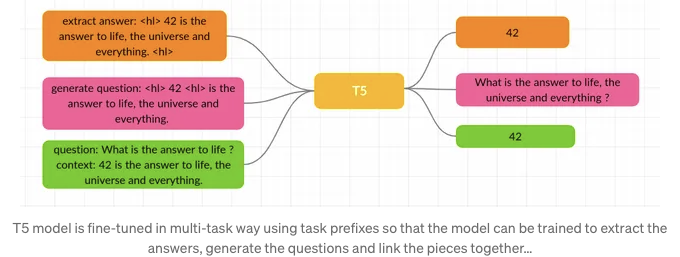 extract answer: <hl> 42 is the
answer to life, the universe and
everything. <hl>
generate question: <hl> 42 <hl> is the
answer to life, the universe and
everything.
question: What is the answer to life ?
context: 42 is the answer to life, the
universe and everything.
T5
42
What is the answer to life, the
universe and everything ?
42
T5 model is fine-tuned in multi-task way using task prefixes so that the model can be trained to extract the
answers, generate the questions and link the pieces together...